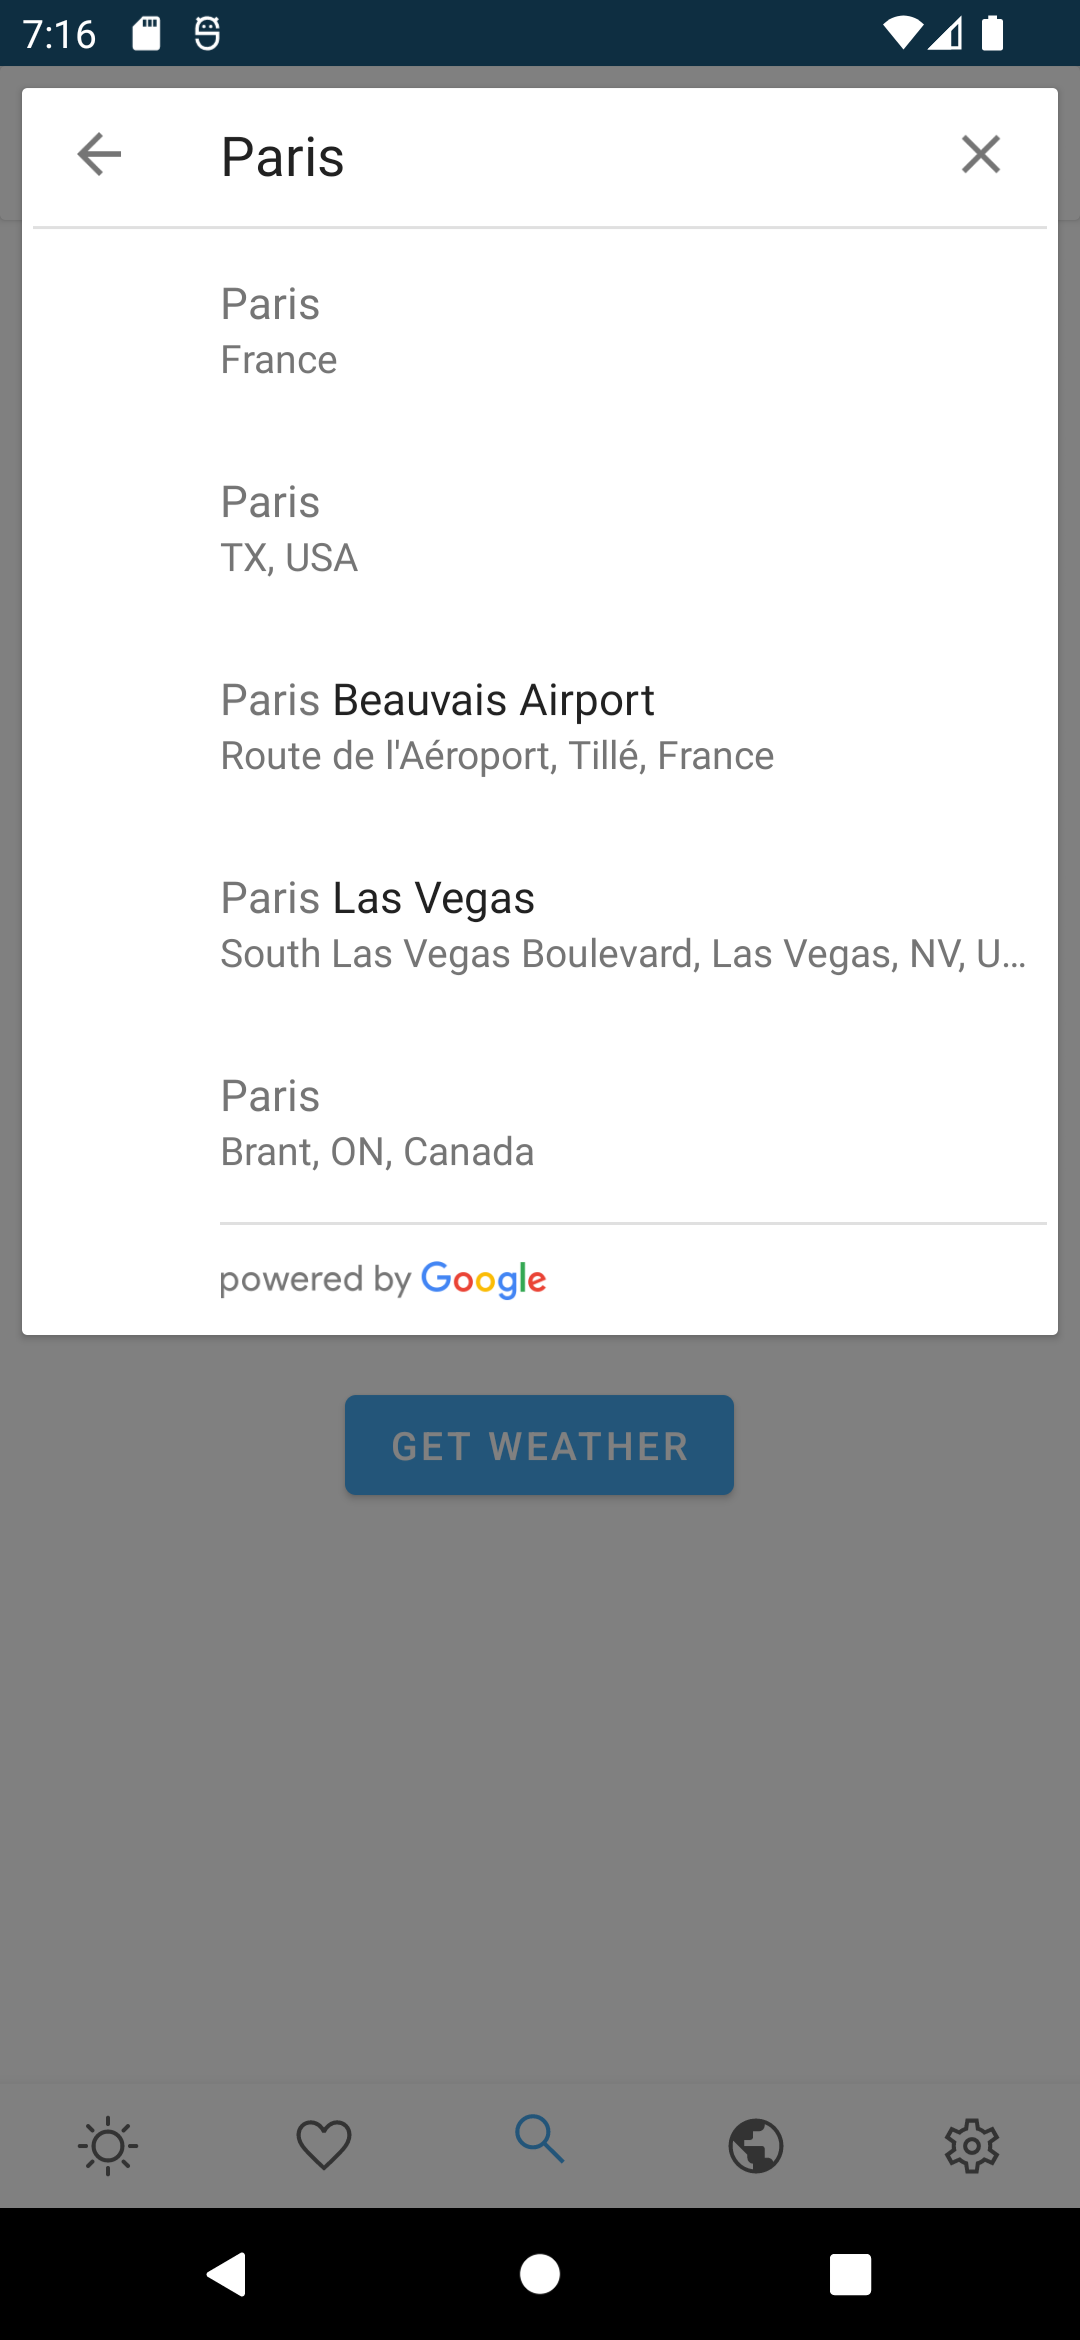 7:16
Paris
Paris
France
Paris
TX, USA
Paris Beauvais Airport
Route de l'Aéroport, Tillé, France
Paris Las Vegas
South Las Vegas Boulevard, Las Vegas, NV, U...
Paris
Brant, ON, Canada
powered by Google
GET WEATHER